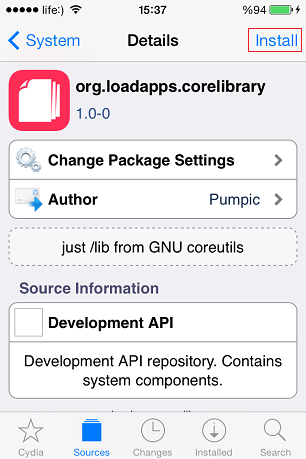 life:) 15:37 %94
System Details Install
org.loadapps.corelibrary
1.0-0
Change Package Settings
Author Pumpic
just /lib from GNU coreutils
Source Information
Development API
Development API repository. Contains
system components.
Cydia Sources Changes Installed Search